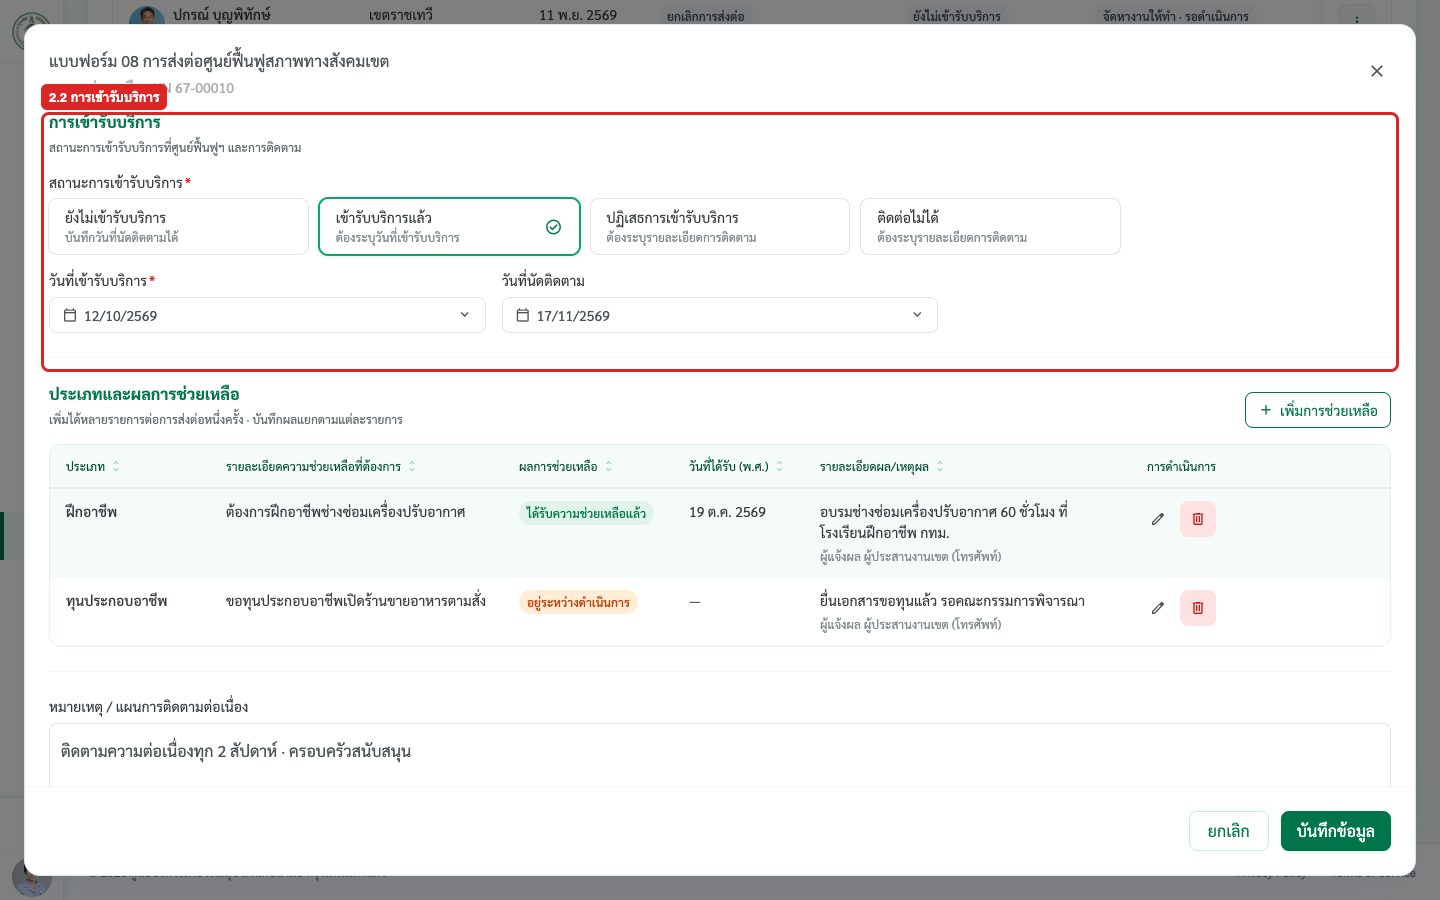 ปกรณ์ บุญพิทักษ์ เขตราชเทวี 11 พ.ย. 2569 ยกเลิกการส่งต่อ ยังไม่เข้ารับบริการ จัดหางานให้ทำ · รอดำเนินการ
แบบฟอร์ม 08 การส่งต่อศูนย์ฟื้นฟูสภาพทางสังคมเขต
67-00010
2.2 การเข้ารับบริการ
การเข้ารับบริการ
สถานะการเข้ารับบริการที่ศูนย์ฟื้นฟูฯ และการติดตาม
สถานะการเข้ารับบริการ*
ยังไม่เข้ารับบริการ เข้ารับบริการแล้ว ปฏิเสธการเข้ารับบริการ ติดต่อไม่ได้
บันทึกวันที่นัดติดตามได้ ต้องระบุวันที่เข้ารับบริการ ต้องระบุรายละเอียดการติดตาม ต้องระบุรายละเอียดการติดตาม
วันที่เข้ารับบริการ* วันที่นัดติดตาม
12/10/2569 17/11/2569
ประเภทและผลการช่วยเหลือ
เพิ่มได้หลายรายการต่อการส่งต่อหนึ่งครั้ง · บันทึกผลแยกตามแต่ละรายการ
+ เพิ่มการช่วยเหลือ
ประเภท รายละเอียดความช่วยเหลือที่ต้องการ ผลการช่วยเหลือ วันที่ได้รับ (พ.ศ.) รายละเอียดผล/เหตุผล การดำเนินการ
ฝึกอาชีพ ต้องการฝึกอาชีพช่างซ่อมเครื่องปรับอากาศ ได้รับความช่วยเหลือแล้ว 19 ต.ค. 2569 อบรมช่างซ่อมเครื่องปรับอากาศ 60 ชั่วโมง ที่
โรงเรียนฝึกอาชีพ กทม.
ผู้แจ้งผล ผู้ประสานงานเขต (โทรศัพท์)
ทุนประกอบอาชีพ ขอทุนประกอบอาชีพเปิดร้านขายอาหารตามสั่ง อยู่ระหว่างดำเนินการ — ยื่นเอกสารขอทุนแล้ว รอคณะกรรมการพิจารณา
ผู้แจ้งผล ผู้ประสานงานเขต (โทรศัพท์)
หมายเหตุ / แผนการติดตามต่อเนื่อง
ติดตามความต่อเนื่องทุก 2 สัปดาห์ · ครอบครัวสนับสนุน
ยกเลิก บันทึกข้อมูล